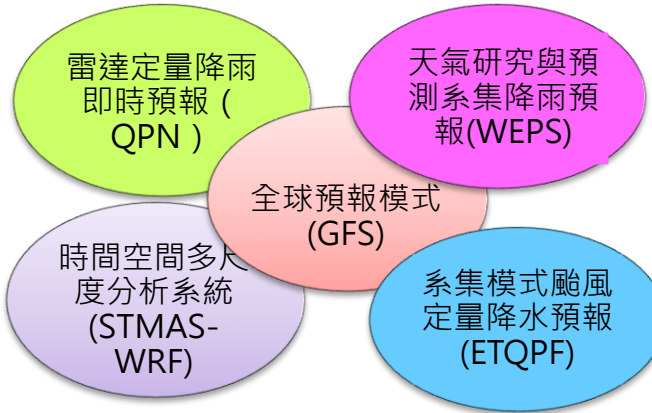 雷達定量降雨
即時預報（
QPN ）
天氣研究與預
測系集降雨預
報(WEPS)
全球預報模式
(GFS)
時間空間多尺
度分析系統
(STMAS-
WRF)
系集模式颱風
定量降水預報
(ETQPF)